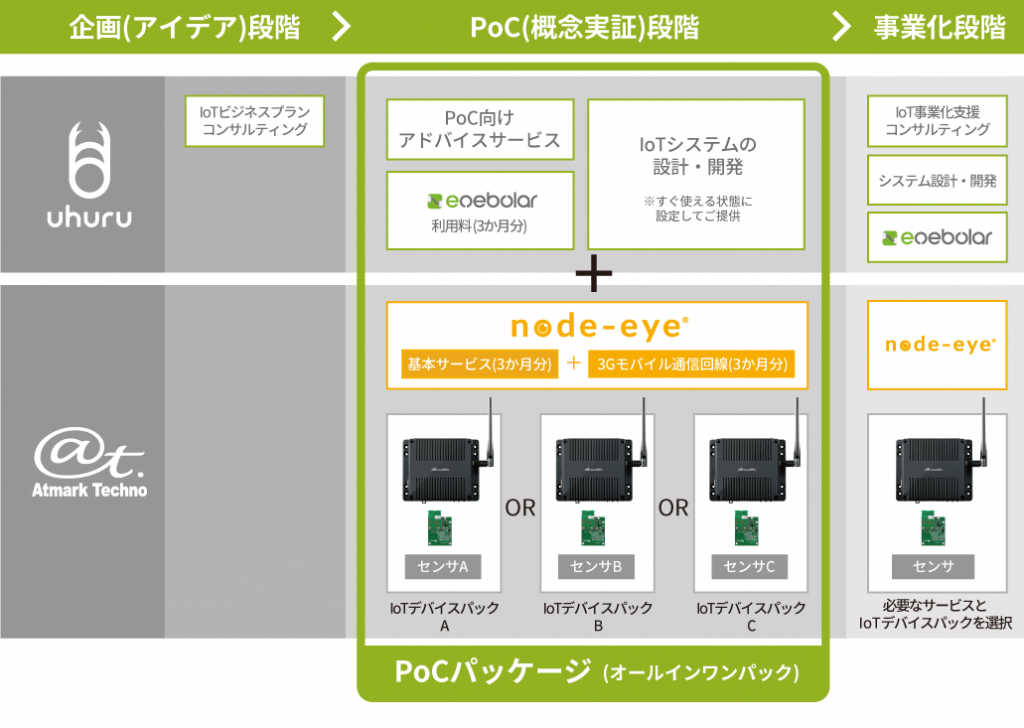 企画(アイデア)段階
PoC(概念実証)段階
事業化段階
uhuru
IoTビジネスプラン
コンサルティング
PoC向け
アドバイスサービス
eoebolar
利用料(3か月分)
IoTシステムの
設計・開発
※すぐ使える状態に
設定してご提供
IoT事業化支援
コンサルティング
システム設計・開発
eoebolar
+
@t.
Atmark Techno
node-eye®
基本サービス(3か月分) + 3Gモバイル通信回線(3か月分)
node-eye®
OR
OR
センサA
センサB
センサC
センサ
IoTデバイスパック
A
IoTデバイスパック
B
IoTデバイスパック
C
必要なサービスと
IoTデバイスパックを選択
PoCパッケージ (オールインワンパック)